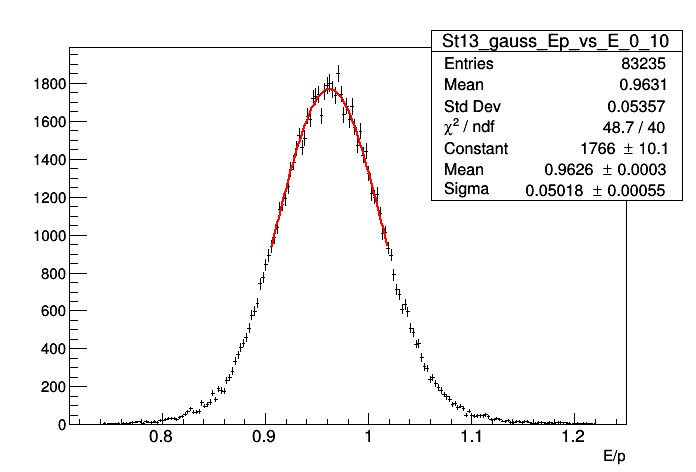 St13_gauss_Ep_vs_E_0_10
Entries 83235
Mean 0.9631
Std Dev 0.05357
χ² / ndf 48.7 / 40
Constant 1766 ± 10.1
Mean 0.9626 ± 0.0003
Sigma 0.05018 ± 0.00055
1800
1600
1400
1200
1000
800
600
400
200
0
0.8 0.9 1 1.1 1.2
E/p